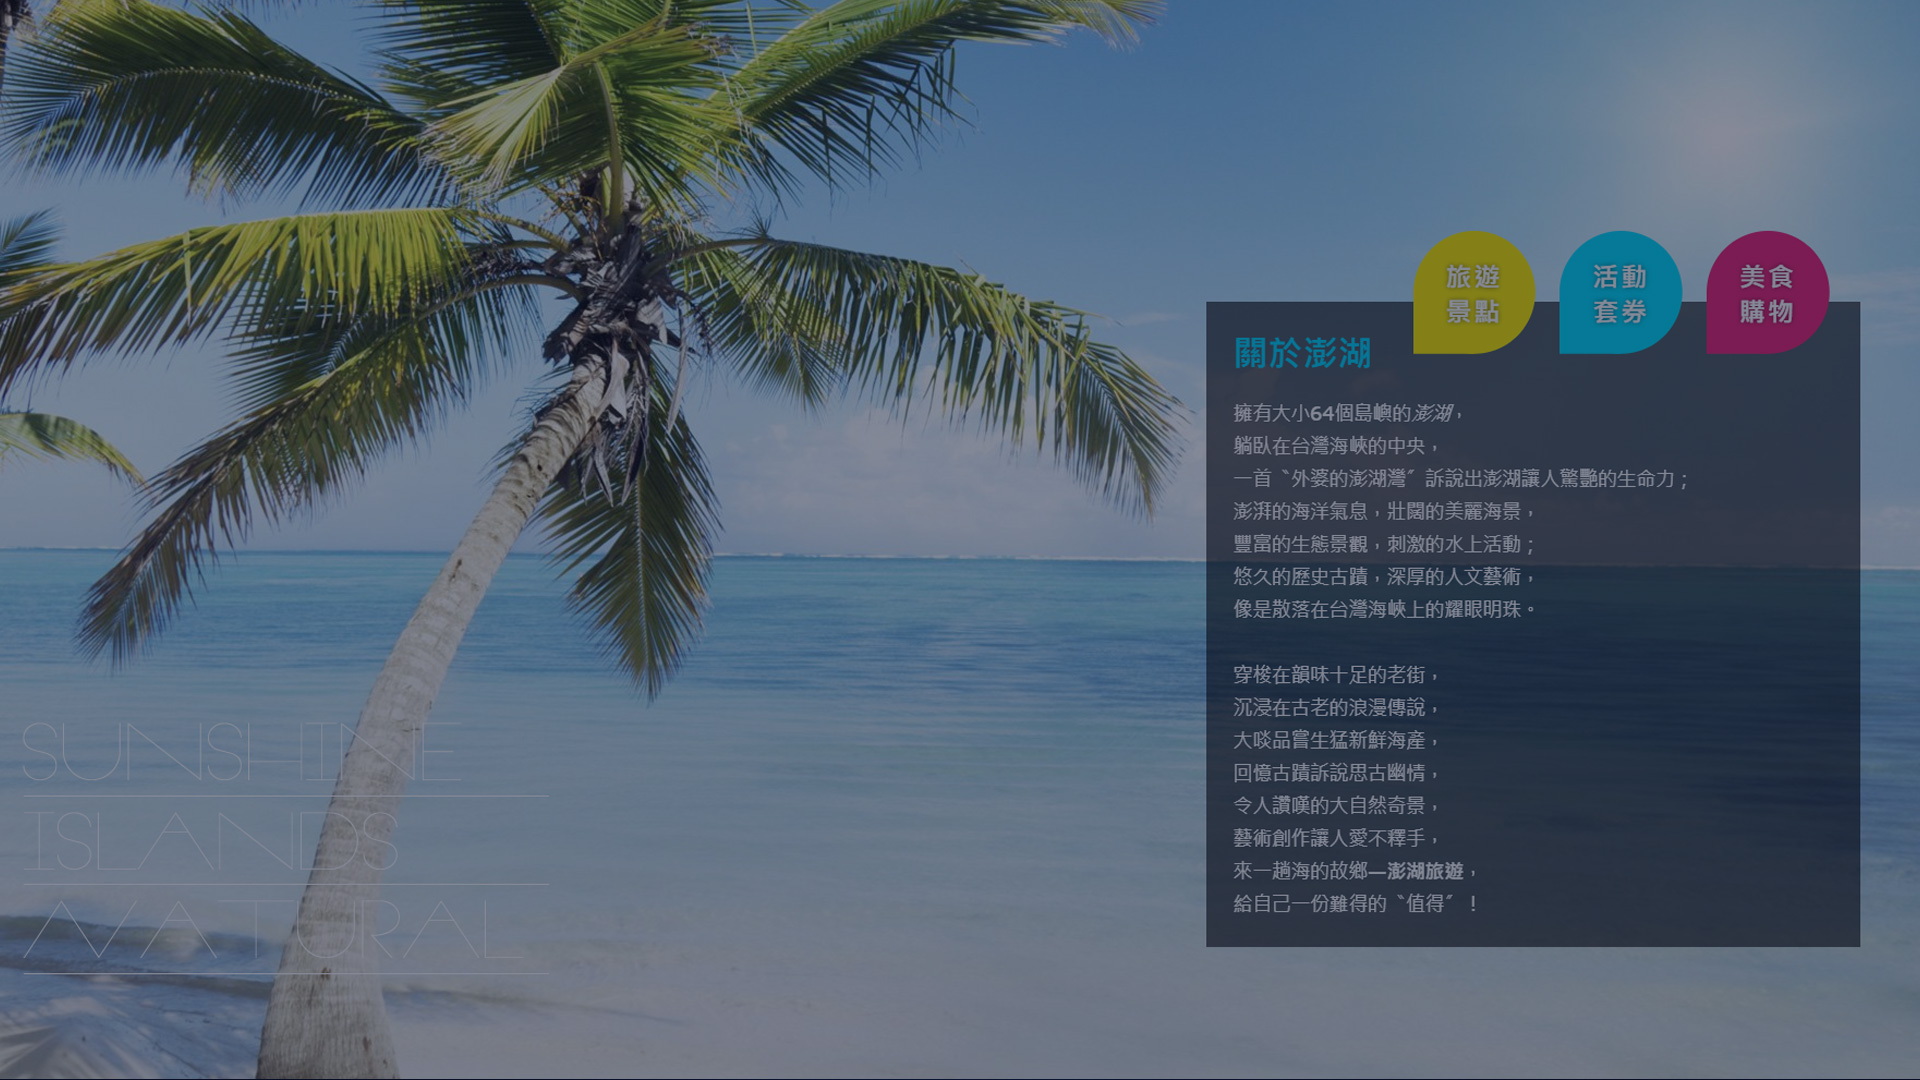 旅遊
景點
活動
套券
美食
購物
關於澎湖
擁有大小64個島嶼的澎湖，
躺臥在台灣海峽的中央，
一首〝外婆的澎湖灣〞訴說出澎湖讓人驚艷的生命力；
澎湃的海洋氣息，壯闊的美麗海景，
豐富的生態景觀，刺激的水上活動；
悠久的歷史古蹟，深厚的人文藝術，
像是散落在台灣海峽上的耀眼明珠。
穿梭在韻味十足的老街，
沉浸在古老的浪漫傳說，
大啖品嘗生猛新鮮海產，
回憶古蹟訴說思古幽情，
令人讚嘆的大自然奇景，
藝術創作讓人愛不釋手，
來一趟海的故鄉—澎湖旅遊，
給自己一份難得的〝值得〞！
SUNSHINE
ISLANDS
NATURAL